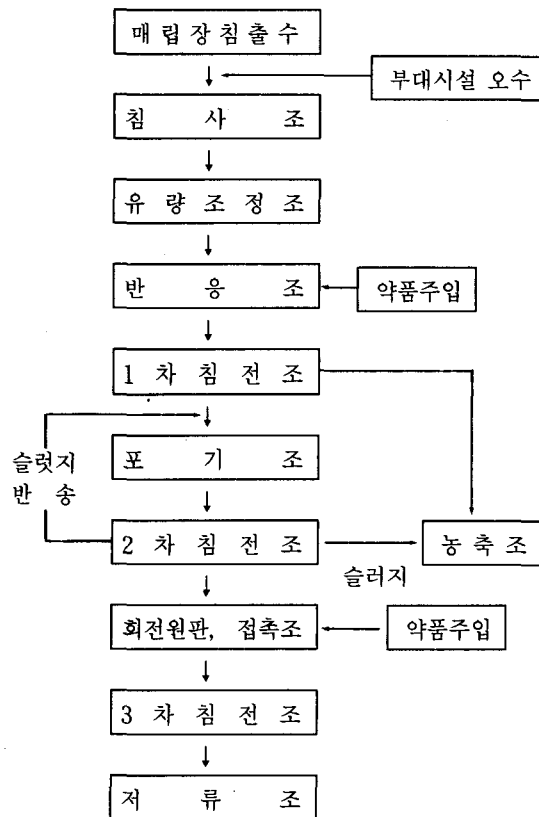 매립장침출수
부대시설 오수
침사조
유량조정조
반응조
약품주입
1차침전조
포기조
슬럿지
반송
2차침전조
농축조
슬러지
회전원판, 접촉조
약품주입
3차침전조
저류조